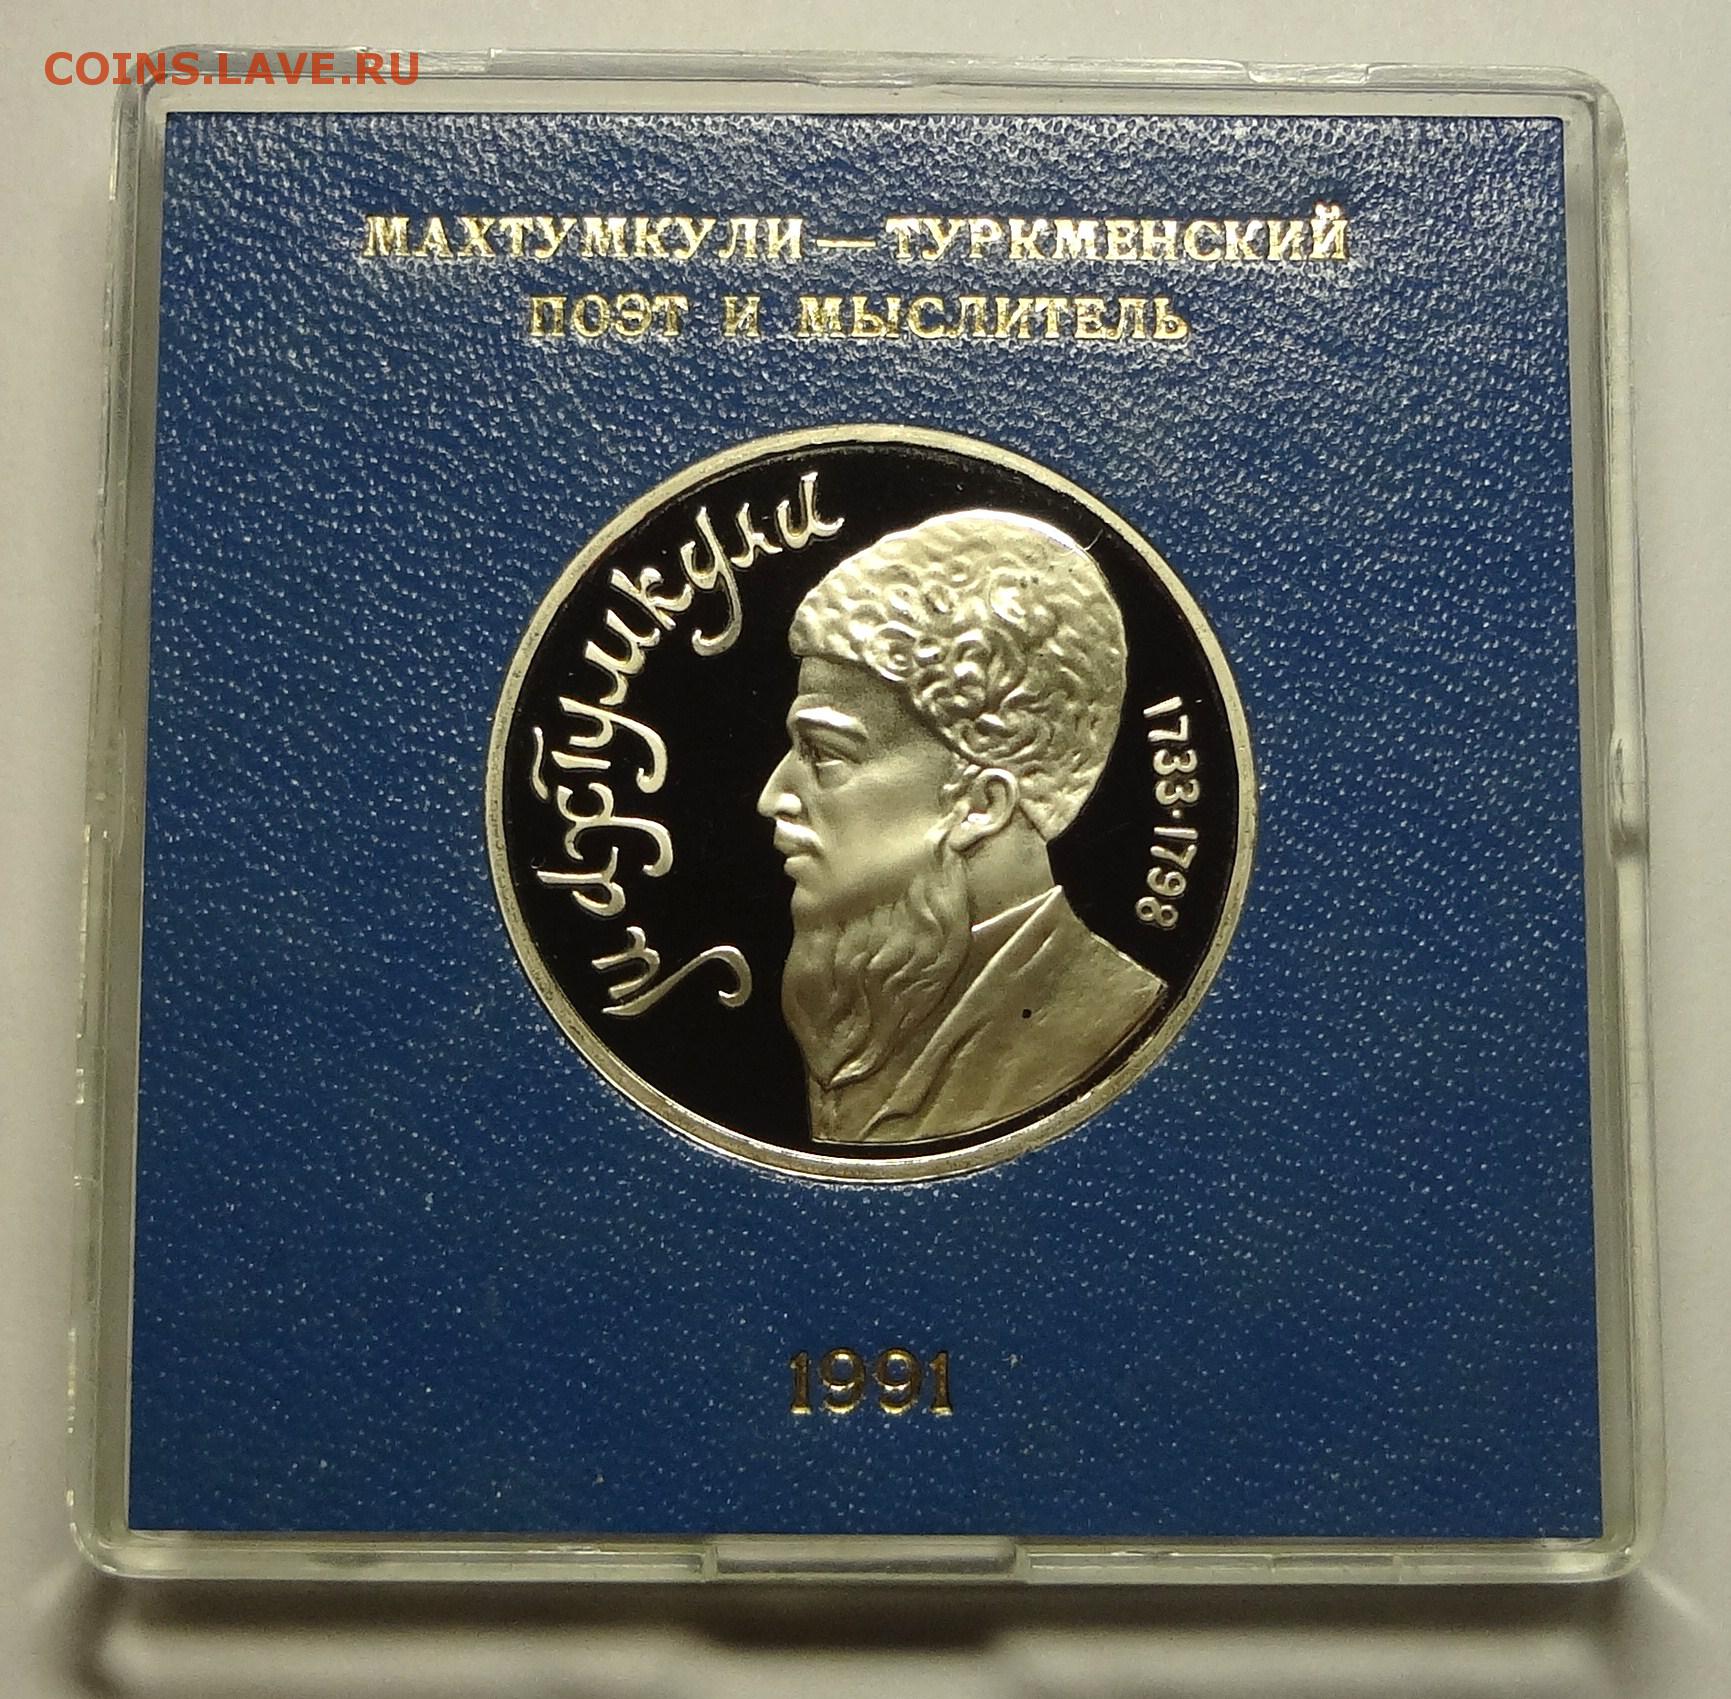 COINS.LAVE.RU
МАХТУМКУЛИ — ТУРКМЕНСКИЙ
ПОЭТ И МЫСЛИТЕЛЬ
Махтумкули
1733·1798
1991